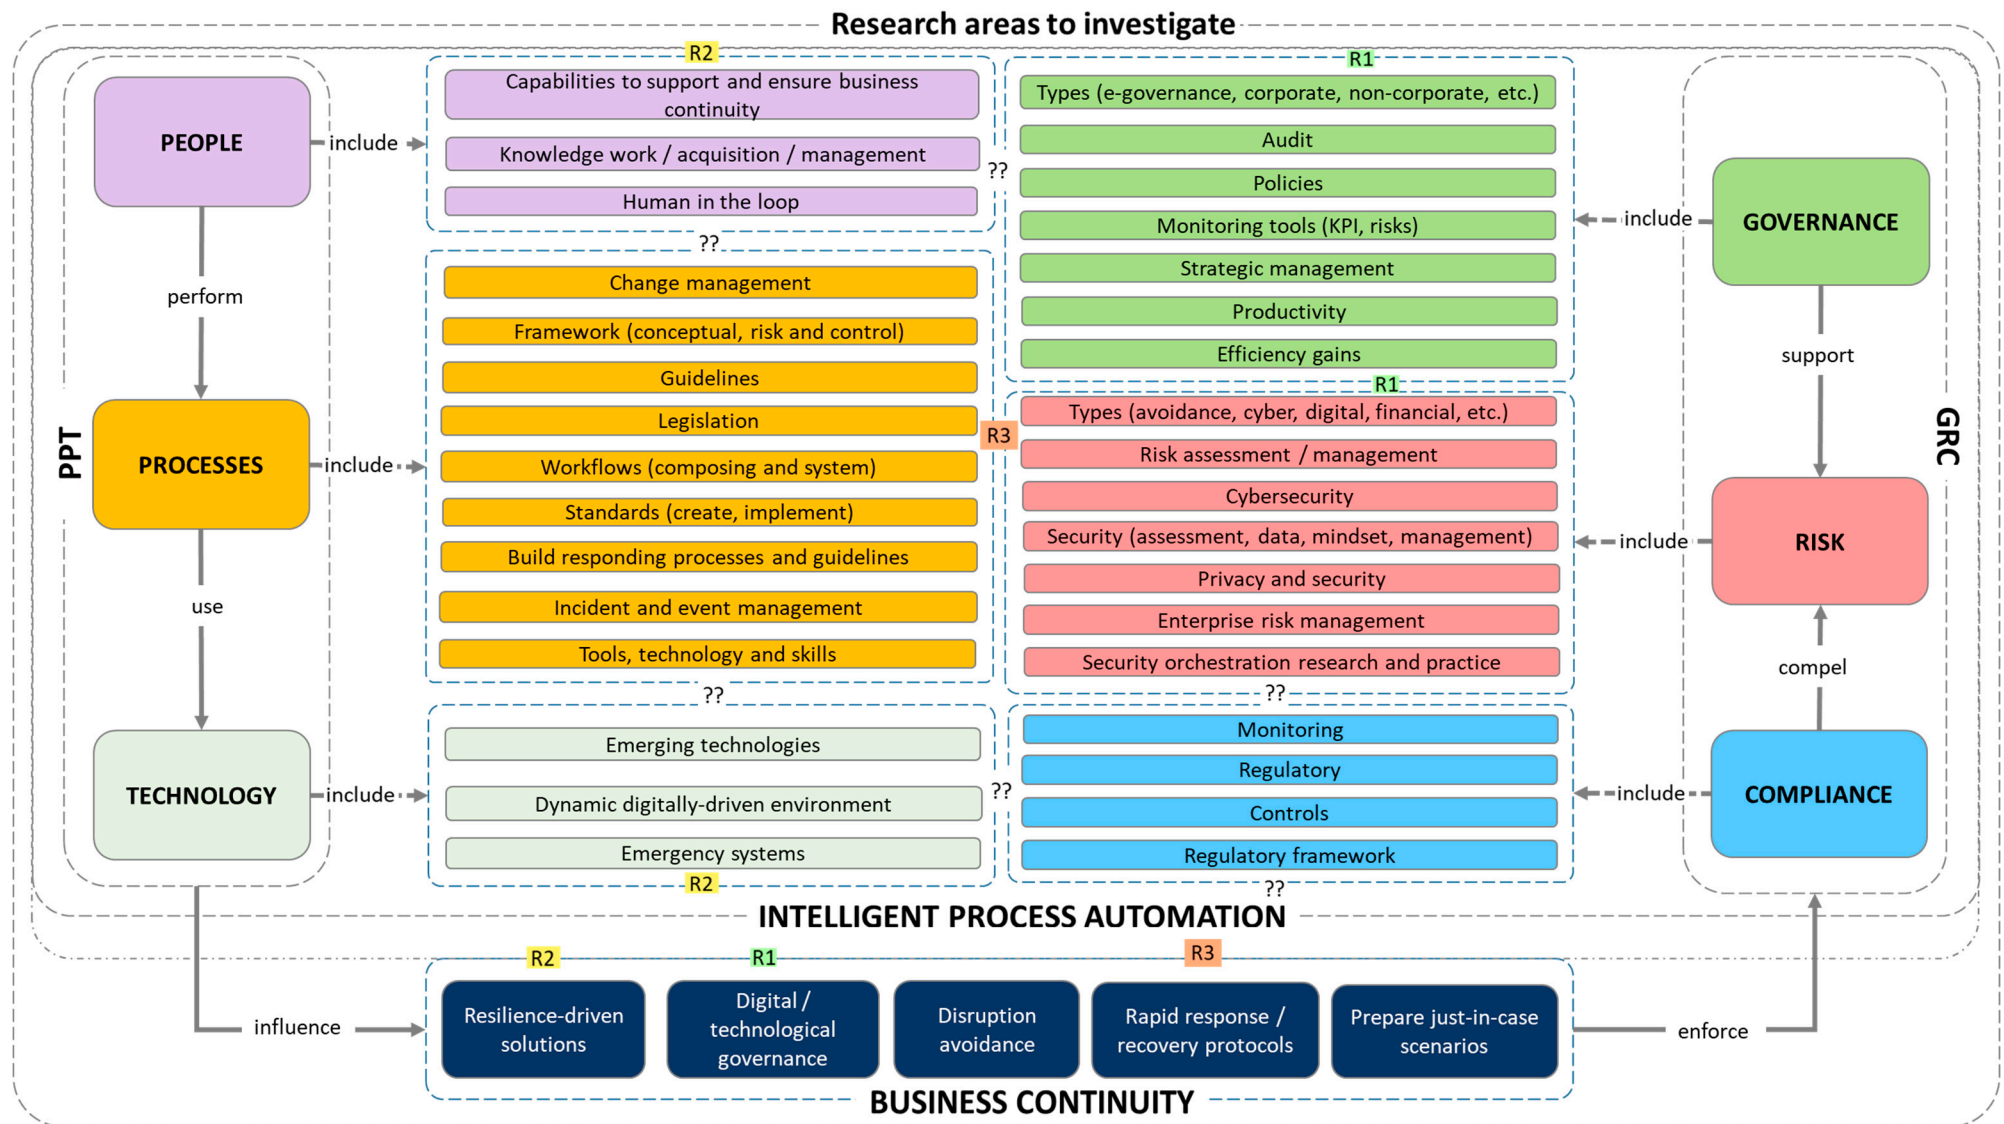 Research areas to investigate
R2
R1
PEOPLE
include
Capabilities to support and ensure business
continuity
Knowledge work / acquisition / management
Human in the loop
??
??
perform
PPT
PROCESSES
include
Change management
Framework (conceptual, risk and control)
Guidelines
Legislation
Workflows (composing and system)
Standards (create, implement)
Build responding processes and guidelines
Incident and event management
Tools, technology and skills
??
use
TECHNOLOGY
include
Emerging technologies
Dynamic digitally-driven environment
Emergency systems
R2
??
Types (e-governance, corporate, non-corporate, etc.)
Audit
Policies
Monitoring tools (KPI, risks)
Strategic management
Productivity
Efficiency gains
include
GOVERNANCE
support
R1
R3
Types (avoidance, cyber, digital, financial, etc.)
Risk assessment / management
Cybersecurity
Security (assessment, data, mindset, management)
Privacy and security
Enterprise risk management
Security orchestration research and practice
include
RISK
GRC
??
compel
Monitoring
Regulatory
Controls
Regulatory framework
include
COMPLIANCE
??
INTELLIGENT PROCESS AUTOMATION
R2
R1
R3
influence
Resilience-driven
solutions
Digital /
technological
governance
Disruption
avoidance
Rapid response /
recovery protocols
Prepare just-in-case
scenarios
enforce
BUSINESS CONTINUITY